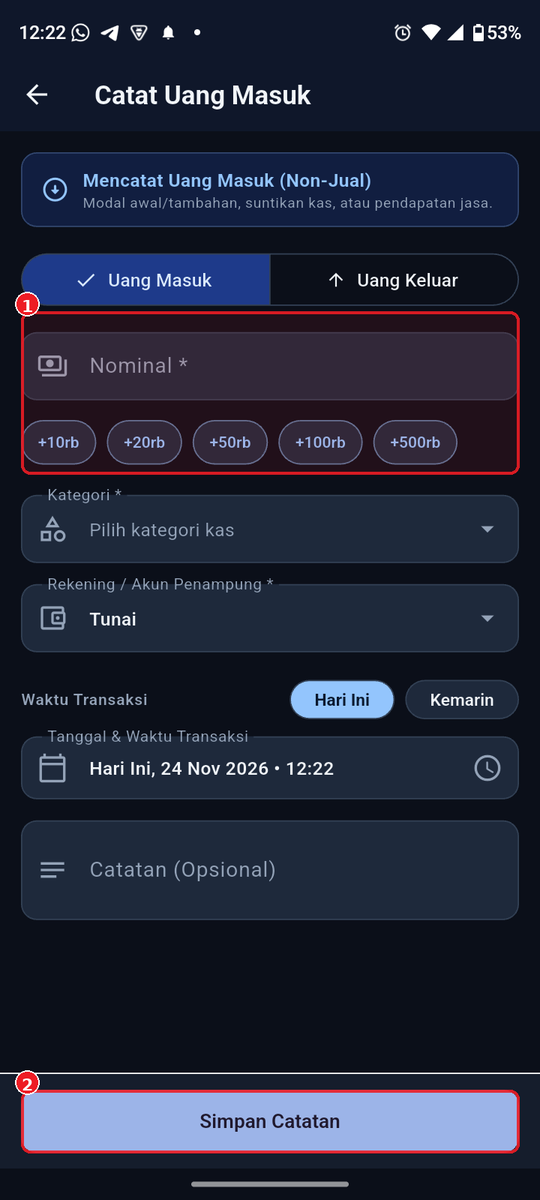 12:22
53%
Catat Uang Masuk
Mencatat Uang Masuk (Non-Jual)
Modal awal/tambahan, suntikan kas, atau pendapatan jasa.
Uang Masuk
Uang Keluar
1
Nominal *
+10rb
+20rb
+50rb
+100rb
+500rb
Kategori *
Pilih kategori kas
Rekening / Akun Penampung *
Tunai
Waktu Transaksi
Hari Ini
Kemarin
Tanggal & Waktu Transaksi
Hari Ini, 24 Nov 2026 • 12:22
Catatan (Opsional)
2
Simpan Catatan